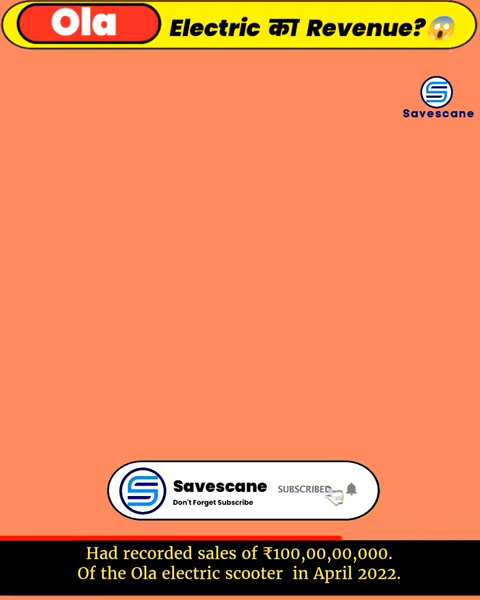 Ola Electric का Revenue?😱
Savescane
Savescane
SUBSCRIBED
Don't Forget Subscribe
Had recorded sales of ₹100,00,00,000.
Of the Ola electric scooter in April 2022.